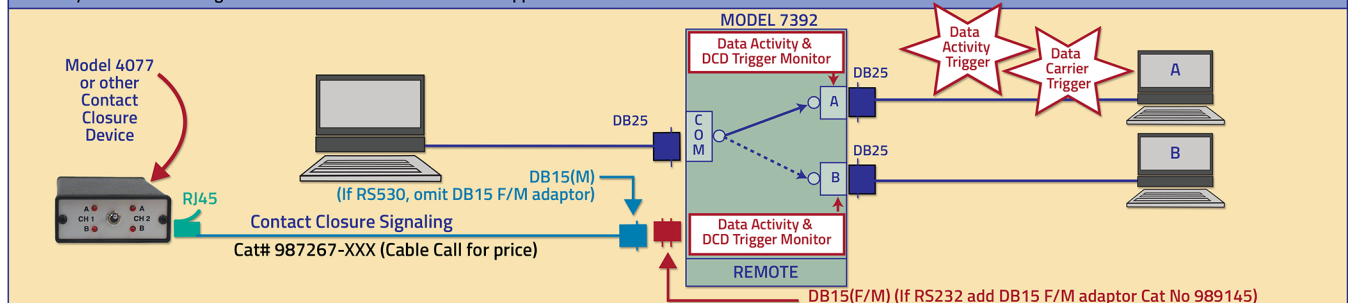 MODEL 7392
Data Activity &
DCD Trigger Monitor
Data
Activity
Trigger
Data
Carrier
Trigger
Model 4077
or other
Contact
Closure
Device
DB25
DB25
A
A
C
O
M
DB25
B
B
DB15(M)
(If RS530, omit DB15 F/M adaptor)
RJ45
A
A
CH 1
CH 2
B
B
Contact Closure Signaling
Cat# 987267-XXX (Cable Call for price)
Data Activity &
DCD Trigger Monitor
REMOTE
DB15(F/M) (If RS232 add DB15 F/M adaptor Cat No 989145)